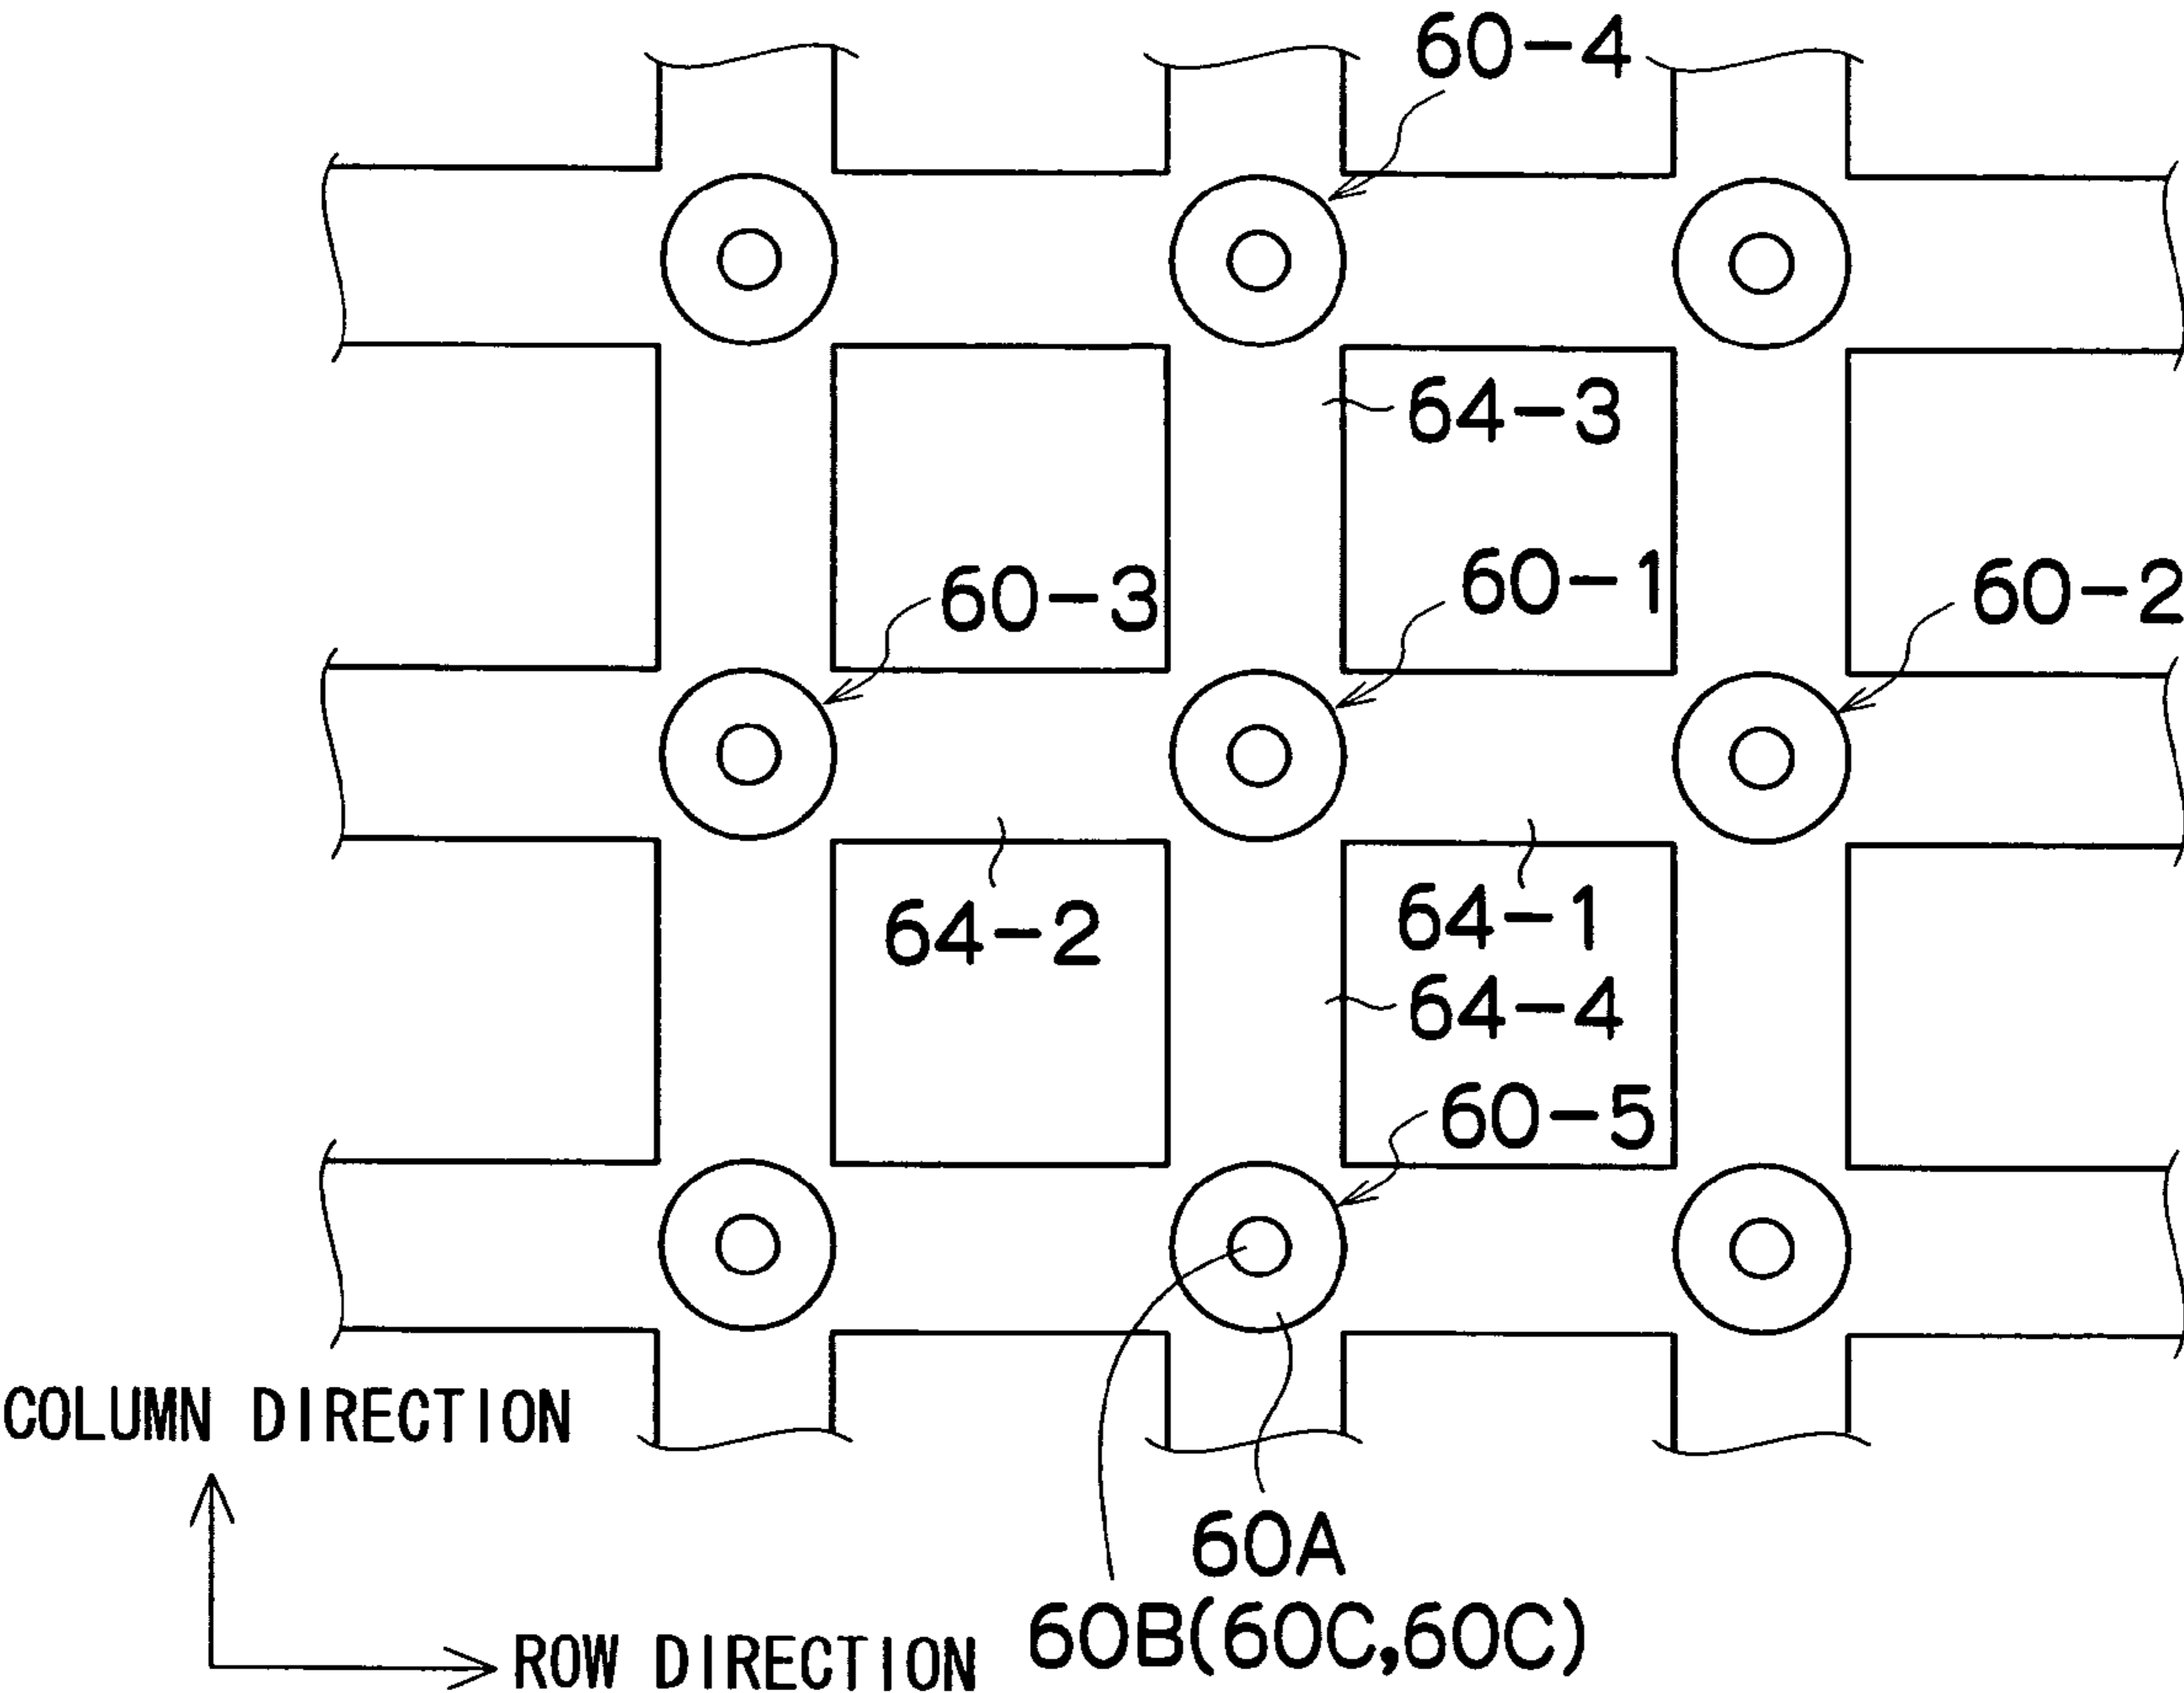 60-4
64-3
60-3
60-1
60-2
64-2
64-1
64-4
60-5
COLUMN DIRECTION
60A
60B(60C,60C)
ROW DIRECTION